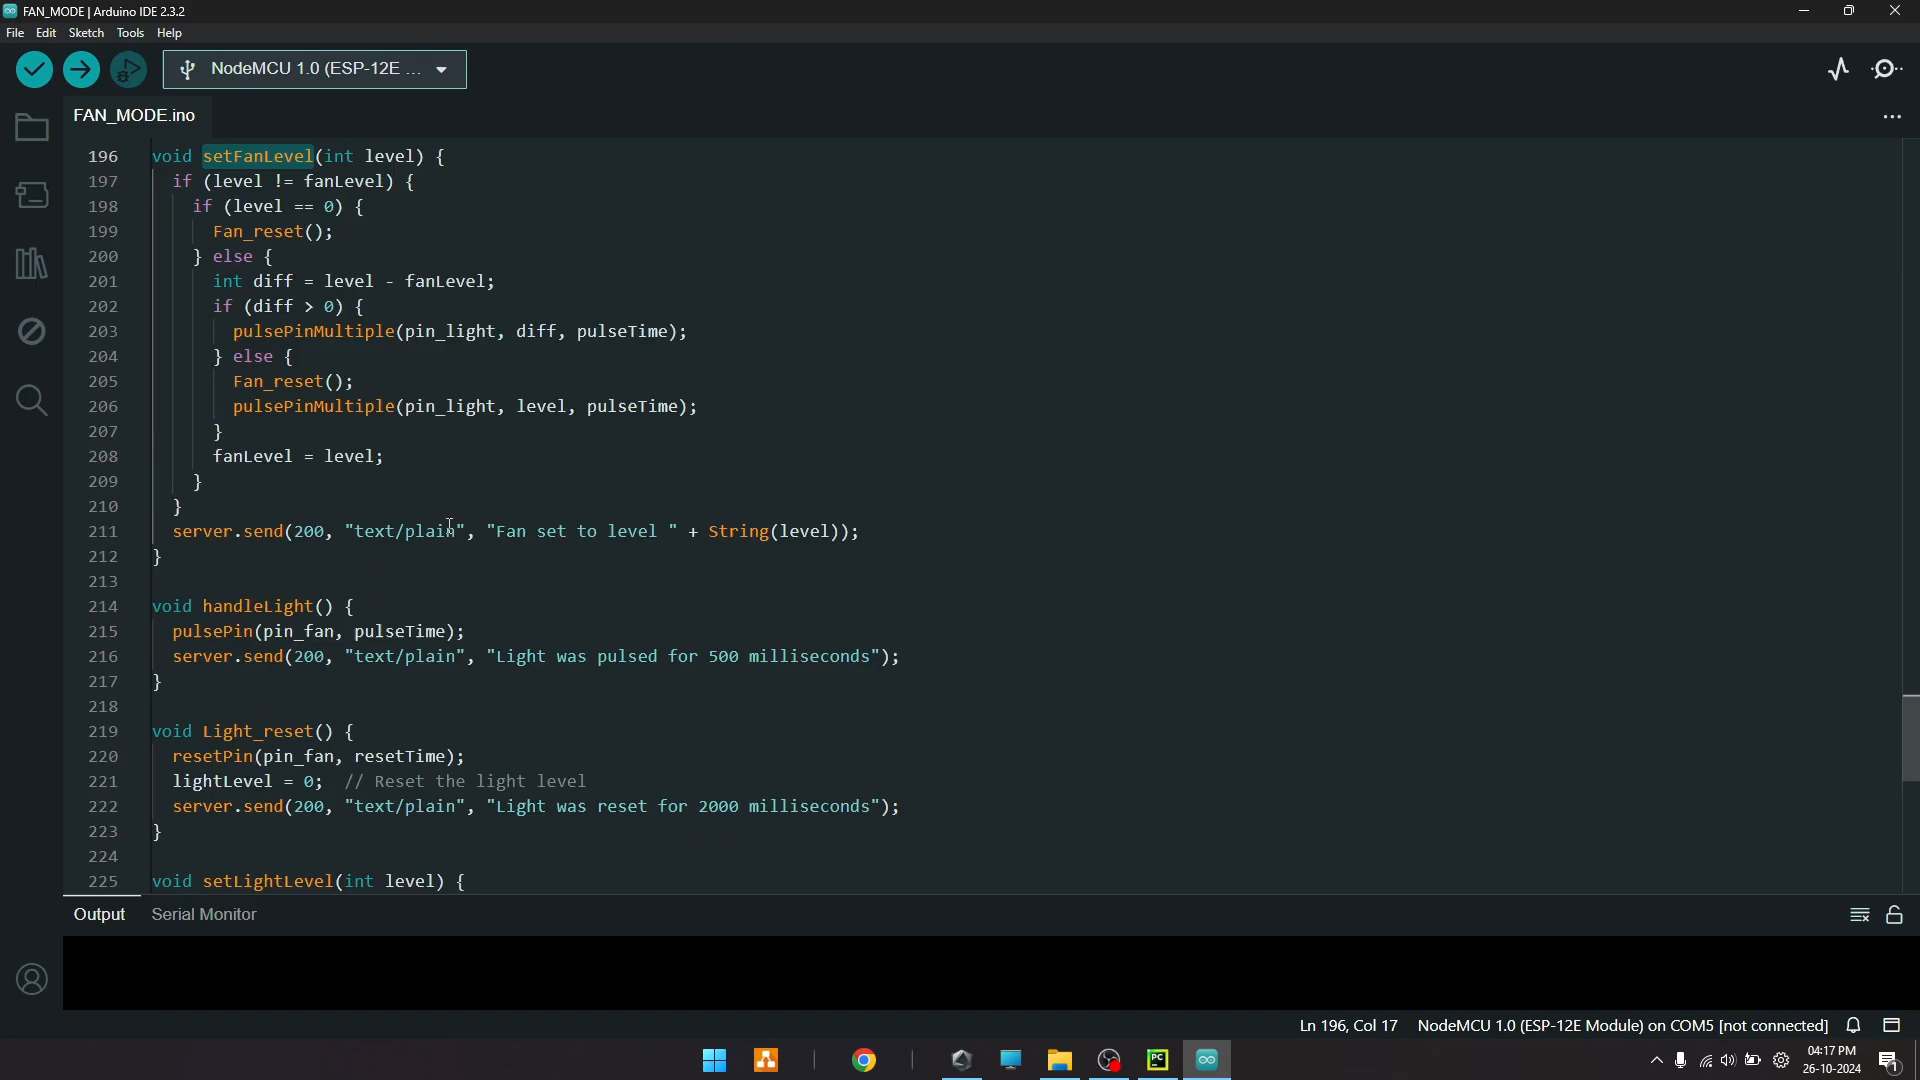 FAN_MODE | Arduino IDE 2.3.2
File Edit Sketch Tools Help
NodeMCU 1.0 (ESP-12E ...
FAN_MODE.ino
196 void setFanLevel(int level) {
197 if (level != fanLevel) {
198 if (level == 0) {
199 Fan_reset();
200 } else {
201 int diff = level - fanLevel;
202 if (diff > 0) {
203 pulsePinMultiple(pin_light, diff, pulseTime);
204 } else {
205 Fan_reset();
206 pulsePinMultiple(pin_light, level, pulseTime);
207 }
208 fanLevel = level;
209 }
210 }
211 server.send(200, "text/plain", "Fan set to level " + String(level));
212 }
213
214 void handleLight() {
215 pulsePin(pin_fan, pulseTime);
216 server.send(200, "text/plain", "Light was pulsed for 500 milliseconds");
217 }
218
219 void Light_reset() {
220 resetPin(pin_fan, resetTime);
221 lightLevel = 0; // Reset the light level
222 server.send(200, "text/plain", "Light was reset for 2000 milliseconds");
223 }
224
225 void setLightLevel(int level) {
Output Serial Monitor
Ln 196, Col 17 NodeMCU 1.0 (ESP-12E Module) on COM5 [not connected]
PC
04:17 PM
26-10-2024
1